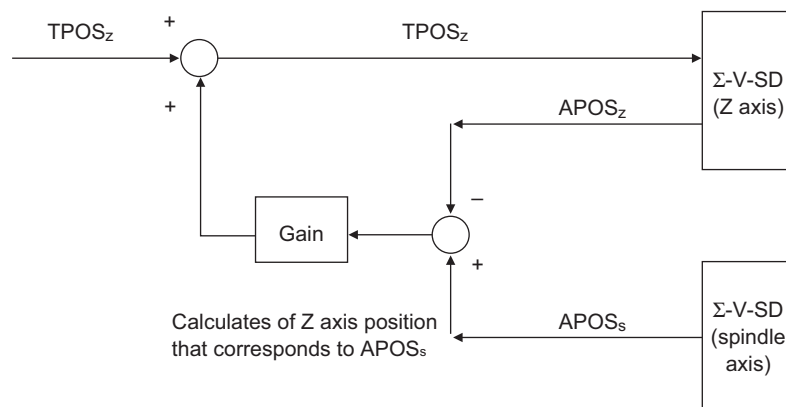 TPOSz
+
TPOSz
Σ-V-SD
(Z axis)
+
APOSz
−
Gain
+
Calculates of Z axis position
that corresponds to APOSs
APOSs
Σ-V-SD
(spindle
axis)